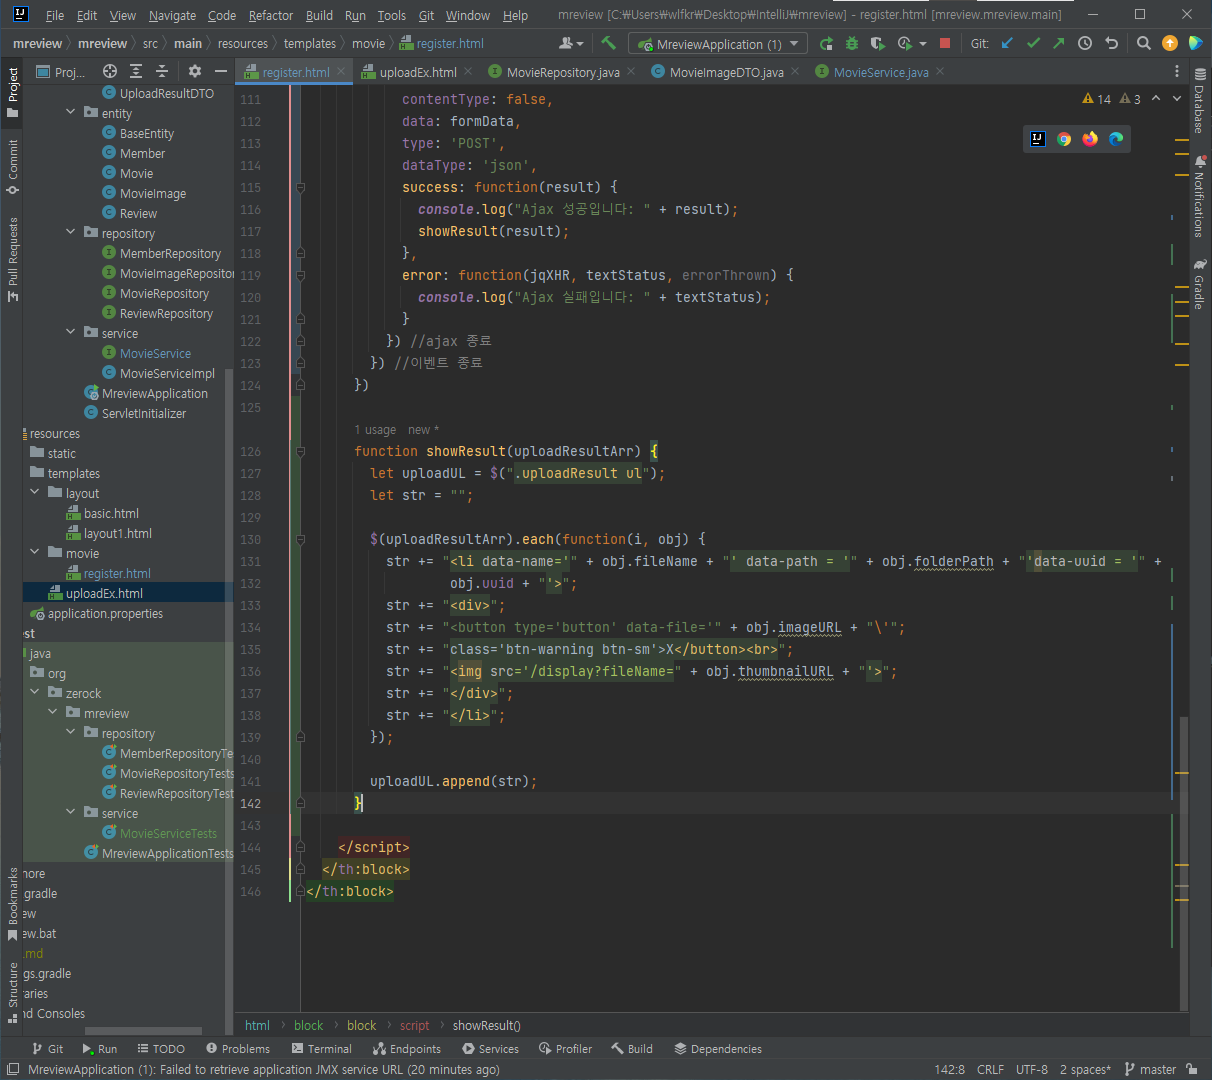 File Edit View Navigate Code Refactor Build Run Tools Git Window Help mreview [C:₩Users₩wlfkr₩Desktop₩IntelliJ₩mreview] - register.html [mreview.mreview.main]
mreview mreview src main resources templates movie register.html MreviewApplication (1) Git:
Proj... register.html uploadEx.html MovieRepository.java MovieImageDTO.java MovieService.java
Project
Commit
Pull Requests
Bookmarks
Structure
UploadResultDTO
entity
BaseEntity
Member
Movie
MovieImage
Review
repository
MemberRepository
MovieImageRepositor
MovieRepository
ReviewRepository
service
MovieService
MovieServiceImpl
MreviewApplication
ServletInitializer
resources
static
templates
layout
basic.html
layout1.html
movie
register.html
uploadEx.html
application.properties
est
java
org
zerock
mreview
repository
MemberRepositoryTe
MovieRepositoryTests
ReviewRepositoryTest
service
MovieServiceTests
MreviewApplicationTests
nore
gradle
ew
ew.bat
.md
gs.gradle
raries
nd Consoles
14 3
111 contentType: false,
112 data: formData,
113 type: 'POST',
114 dataType: 'json',
115 success: function(result) {
116 console.log("Ajax 성공입니다: " + result);
117 showResult(result);
118 },
119 error: function(jqXHR, textStatus, errorThrown) {
120 console.log("Ajax 실패입니다: " + textStatus);
121 }
122 }) //ajax 종료
123 }) //이벤트 종료
124 })
125
1 usage new *
126 function showResult(uploadResultArr) {
127 let uploadUL = $(".uploadResult ul");
128 let str = "";
129
130 $(uploadResultArr).each(function(i, obj) {
131 str += "<li data-name='" + obj.fileName + "' data-path = '" + obj.folderPath + "'data-uuid = '" +
132 obj.uuid + "'>";
133 str += "<div>";
134 str += "<button type='button' data-file='" + obj.imageURL + "\'";
135 str += "class='btn-warning btn-sm'>X</button><br>";
136 str += "<img src='/display?fileName=" + obj.thumbnailURL + "'>";
137 str += "</div>";
138 str += "</li>";
139 });
140
141 uploadUL.append(str);
142 }
143
144 </script>
145 </th:block>
146 </th:block>
Database
Notifications
Gradle
html block block script showResult()
Git Run TODO Problems Terminal Endpoints Services Profiler Build Dependencies
MreviewApplication (1): Failed to retrieve application JMX service URL (20 minutes ago) 142:8 CRLF UTF-8 2 spaces* master